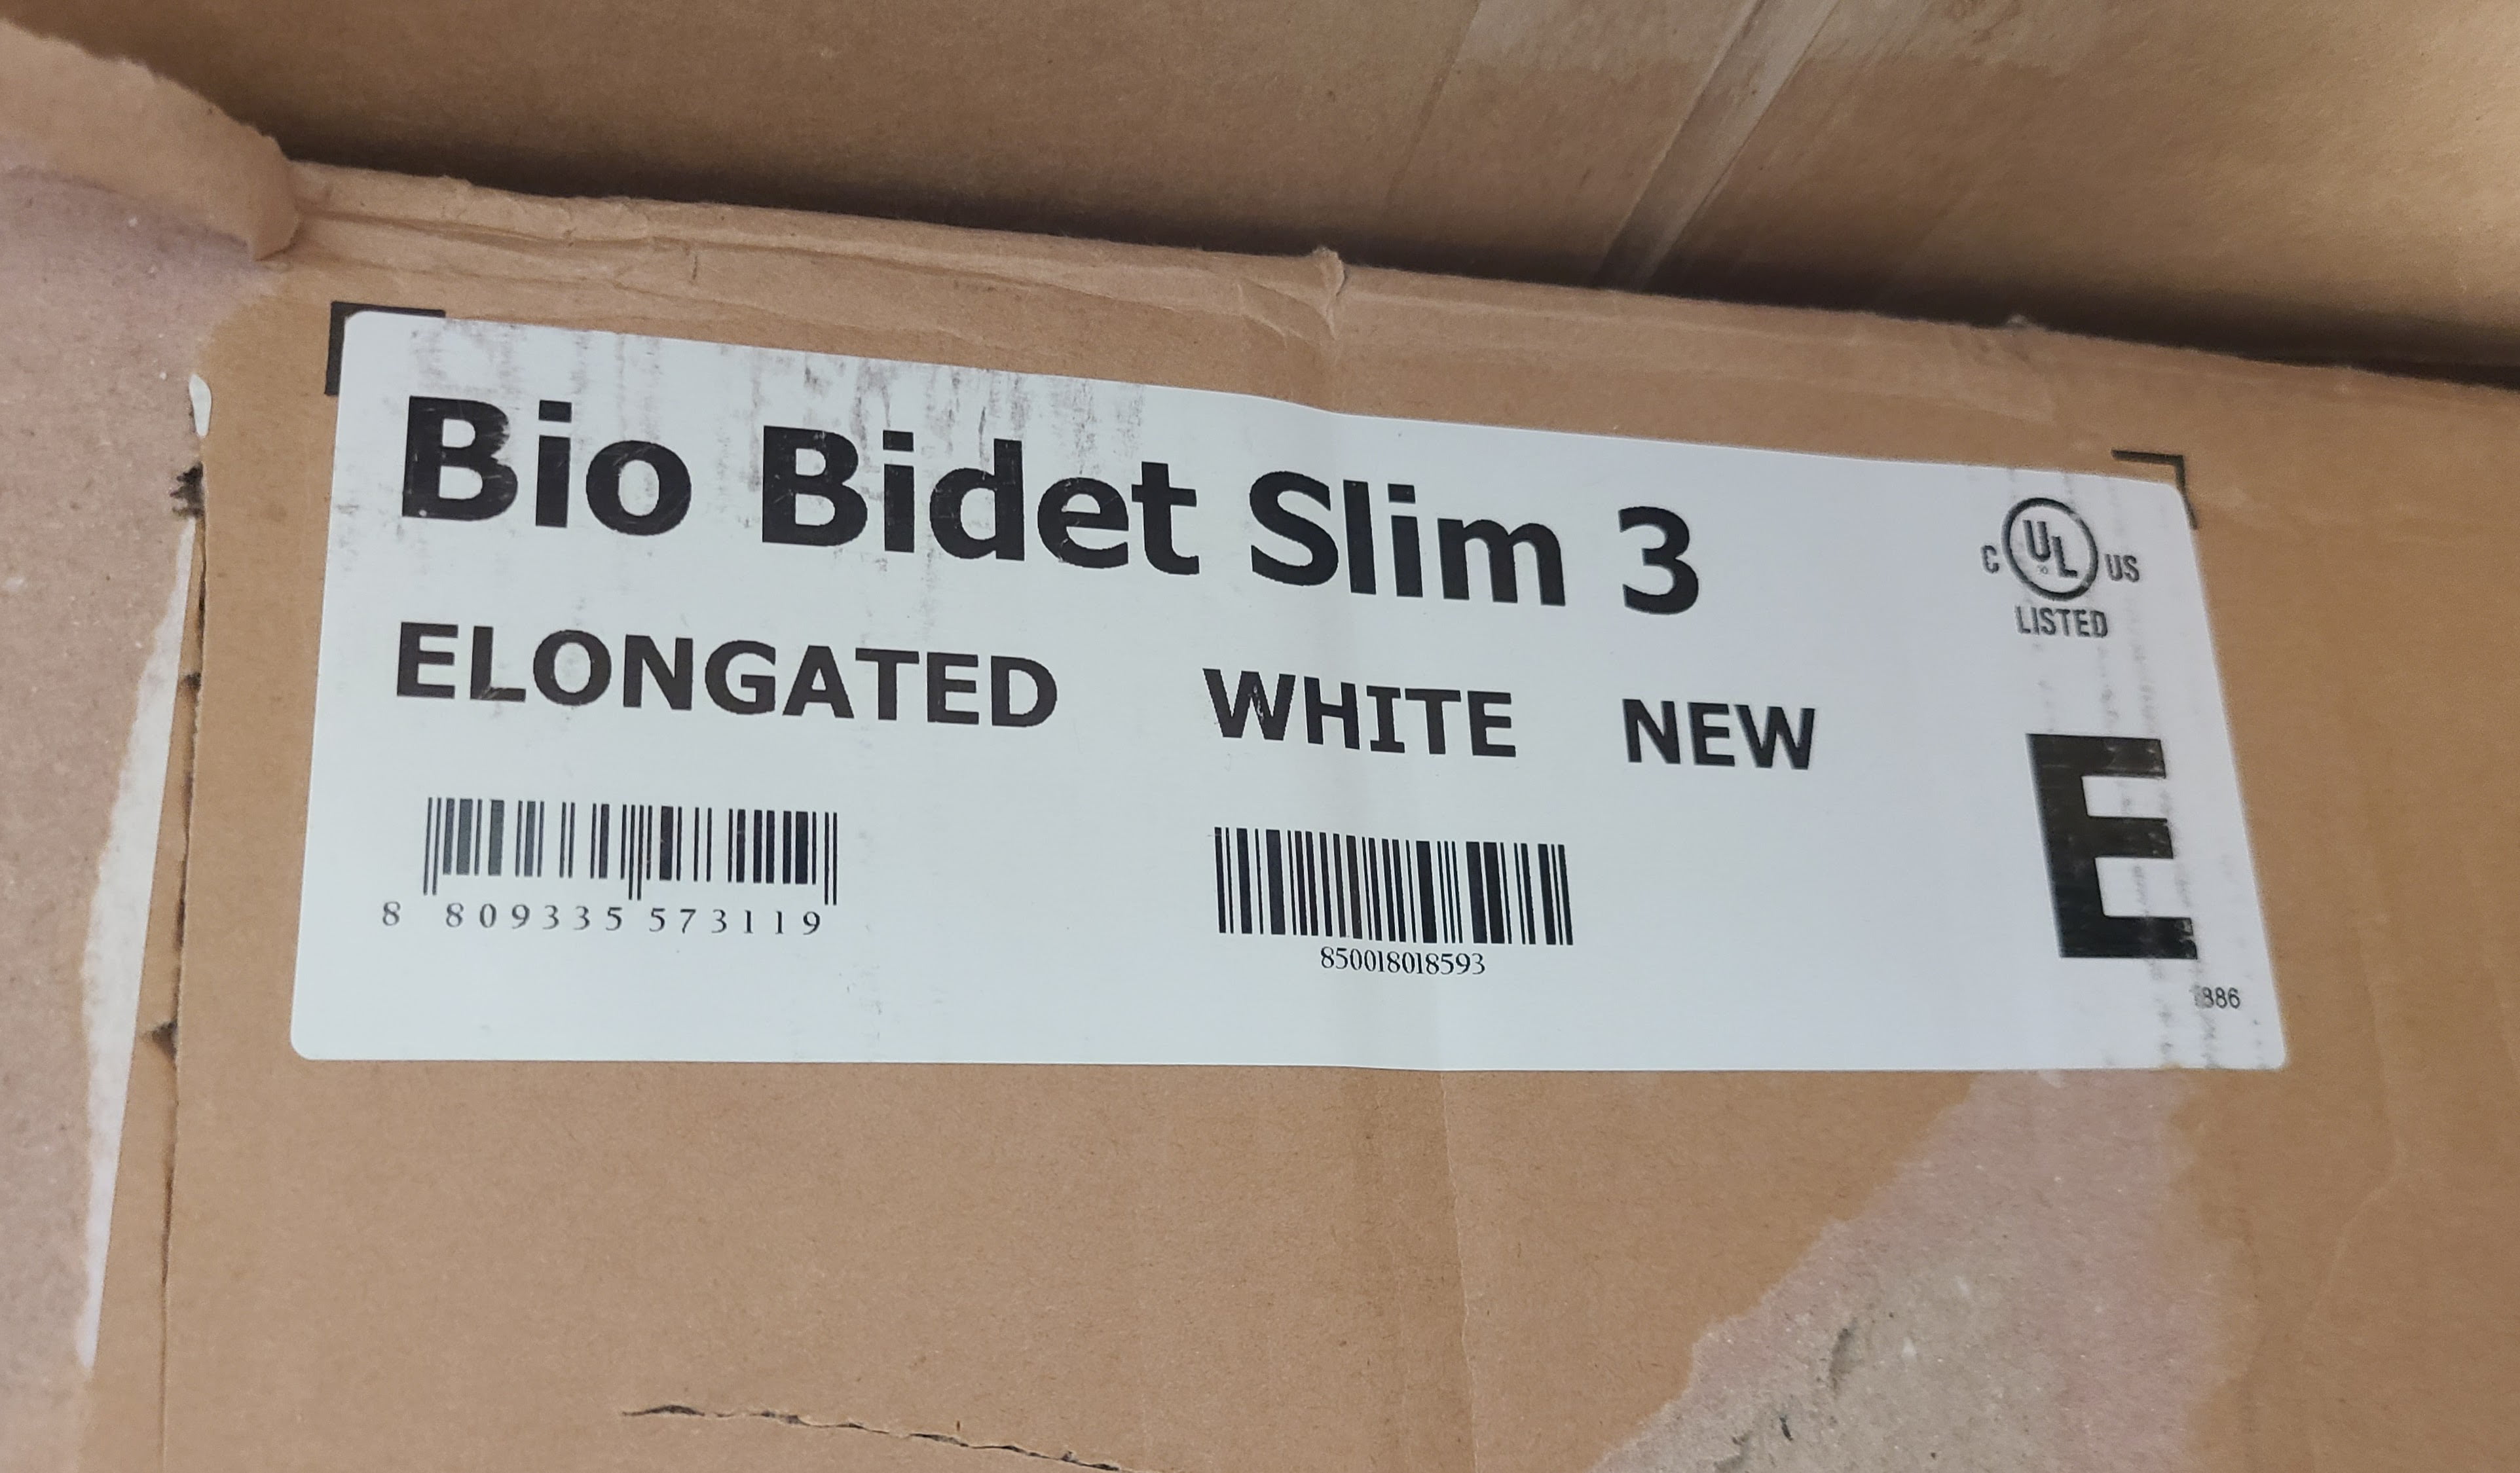 Bio Bidet Slim 3
C UL US
LISTED
ELONGATED WHITE NEW
E
8 809335 573119
850018018593